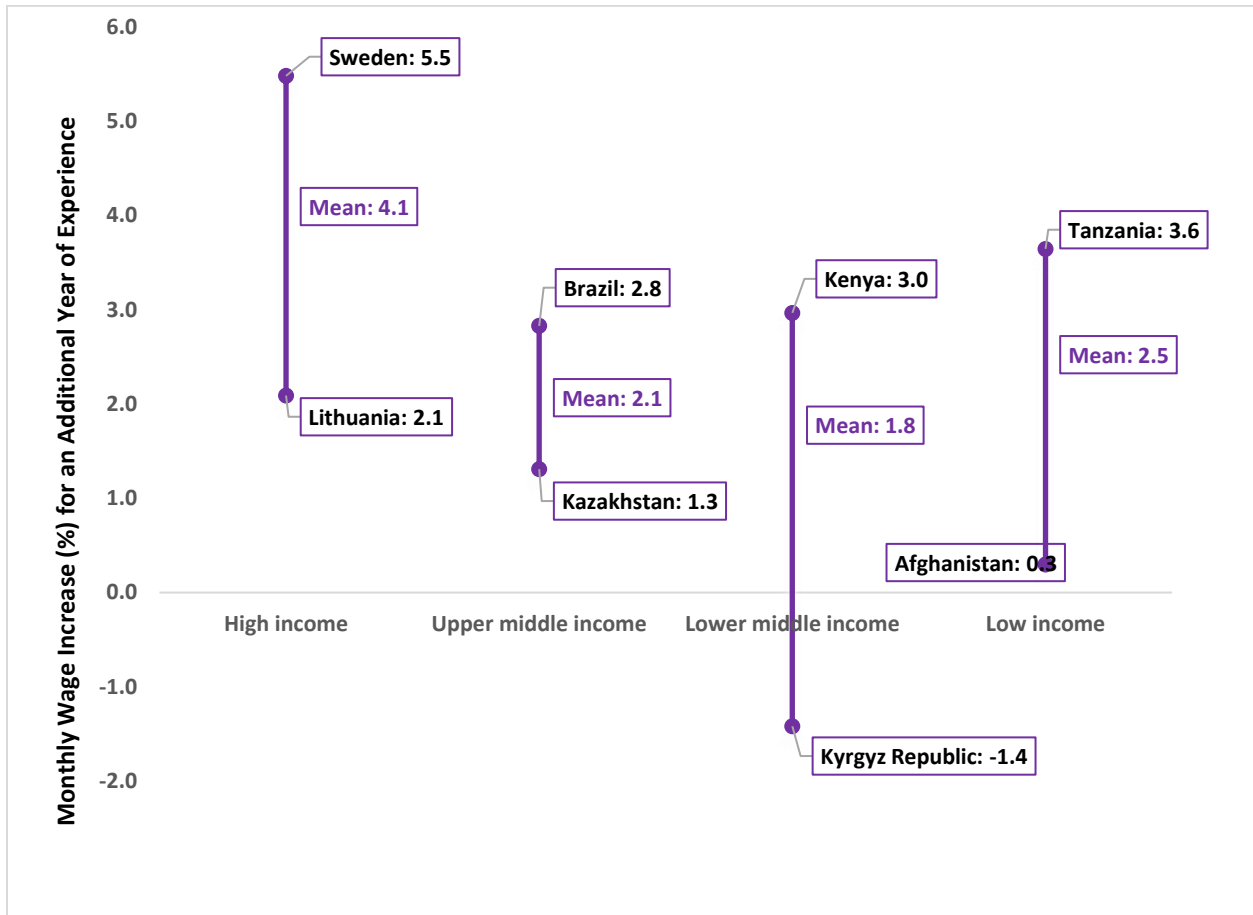 Monthly Wage Increase (%) for an Additional Year of Experience
6.0
5.0
4.0
3.0
2.0
1.0
0.0
-1.0
-2.0
Sweden: 5.5
Mean: 4.1
Lithuania: 2.1
Brazil: 2.8
Mean: 2.1
Kazakhstan: 1.3
Kenya: 3.0
Mean: 1.8
Kyrgyz Republic: -1.4
Tanzania: 3.6
Mean: 2.5
Afghanistan: 0.3
High income
Upper middle income
Lower middle income
Low income